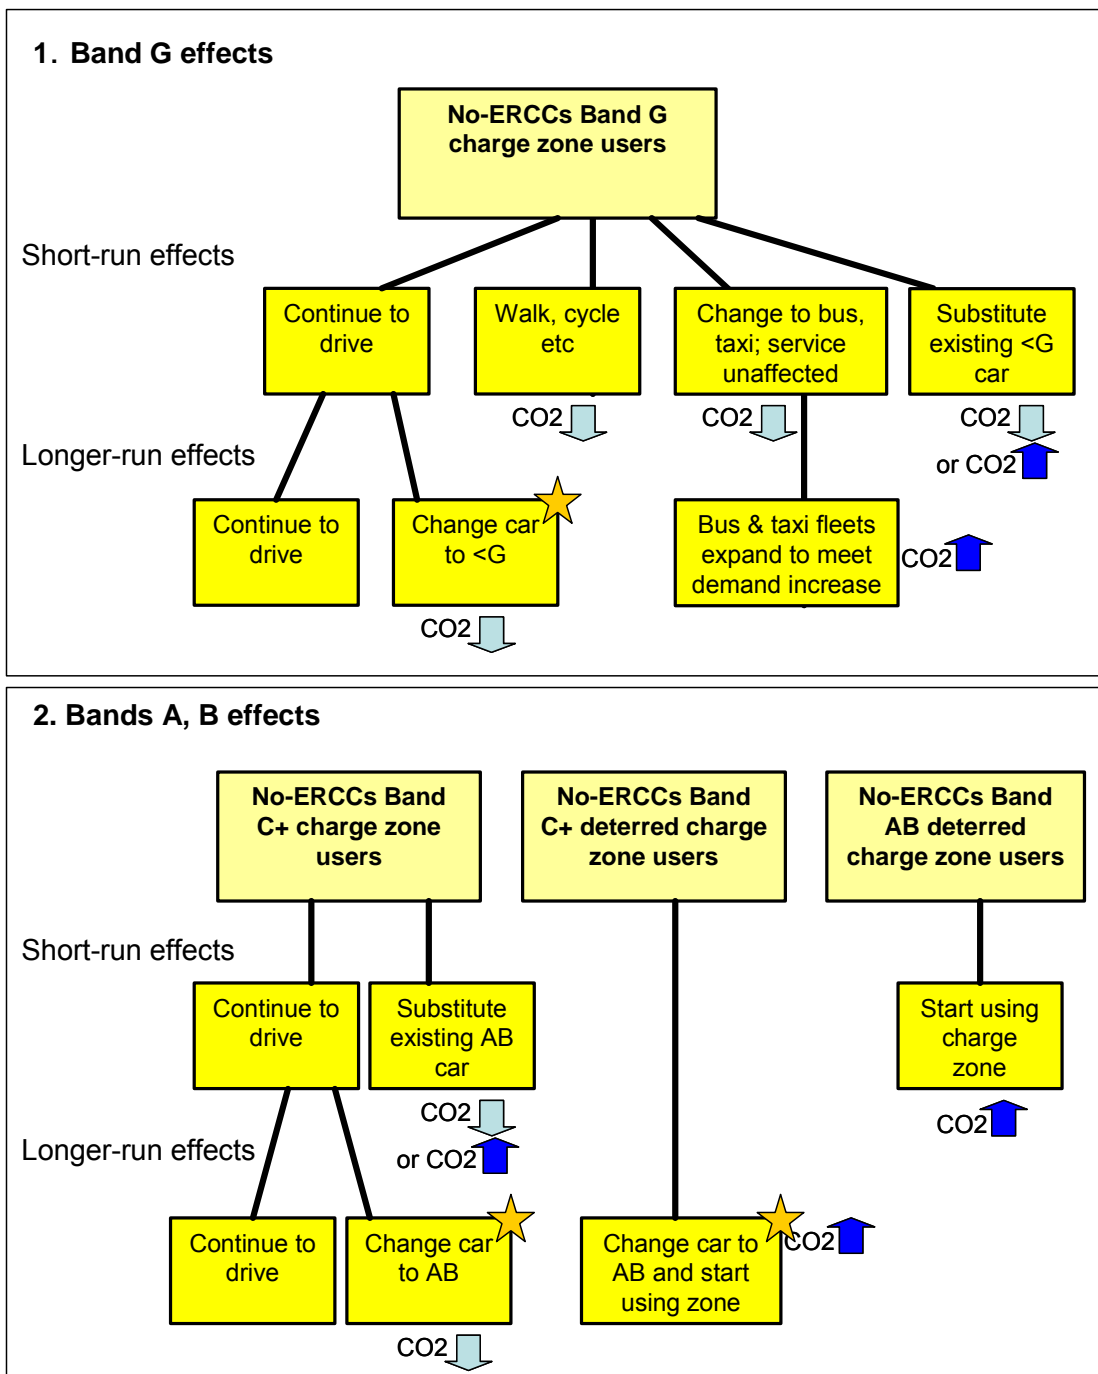 1. Band G effects
No-ERCCs Band G
charge zone users
Short-run effects
Continue to
drive
Walk, cycle
etc
Change to bus,
taxi; service
unaffected
Substitute
existing <G
car
CO2
CO2
CO2
or CO2
Longer-run effects
Continue to
drive
Change car
to <G
Bus & taxi fleets
expand to meet
demand increase
CO2
CO2
2. Bands A, B effects
No-ERCCs Band
C+ charge zone
users
No-ERCCs Band
C+ deterred charge
zone users
No-ERCCs Band
AB deterred
charge zone users
Short-run effects
Continue to
drive
Substitute
existing AB
car
Start using
charge
zone
CO2
or CO2
CO2
Longer-run effects
Continue to
drive
Change car
to AB
Change car to
AB and start
using zone
CO2
CO2